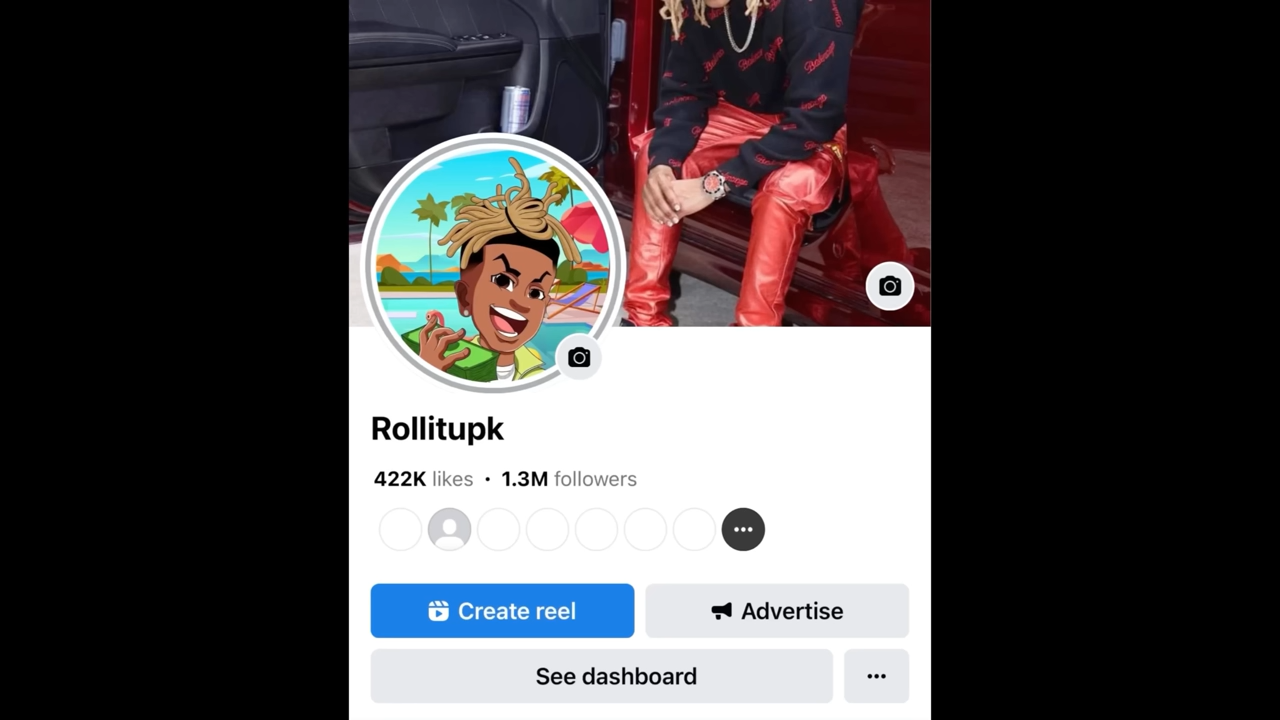 Rollitupk
422K likes · 1.3M followers
Create reel
Advertise
See dashboard